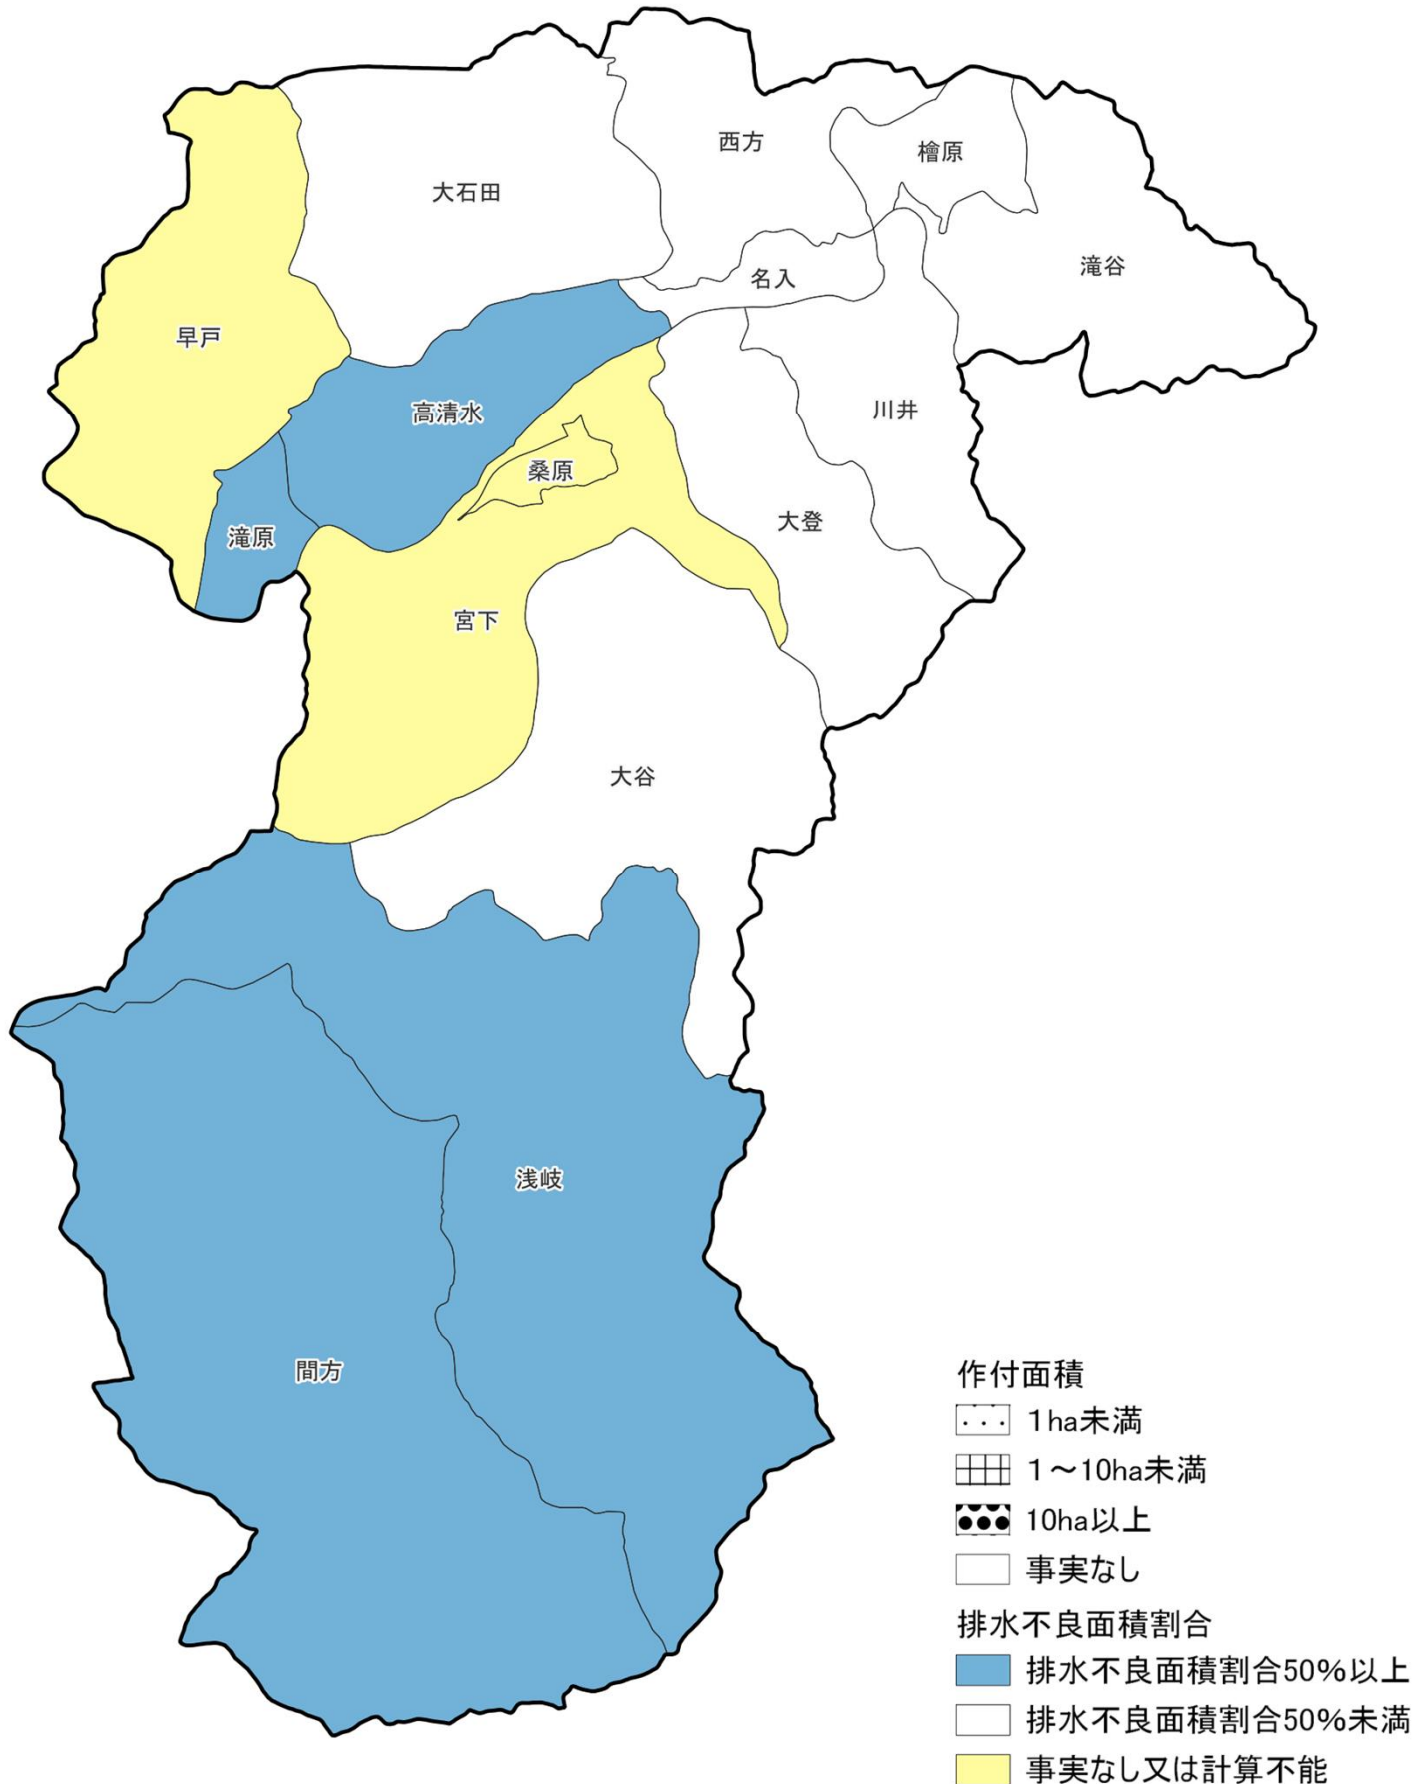 西方
檜原
大石田
滝谷
名入
早戸
川井
高清水
桑原
大登
滝原
宮下
大谷
浅岐
間方
作付面積
1ha未満
1～10ha未満
10ha以上
事実なし
排水不良面積割合
排水不良面積割合50%以上
排水不良面積割合50%未満
事実なし又は計算不能